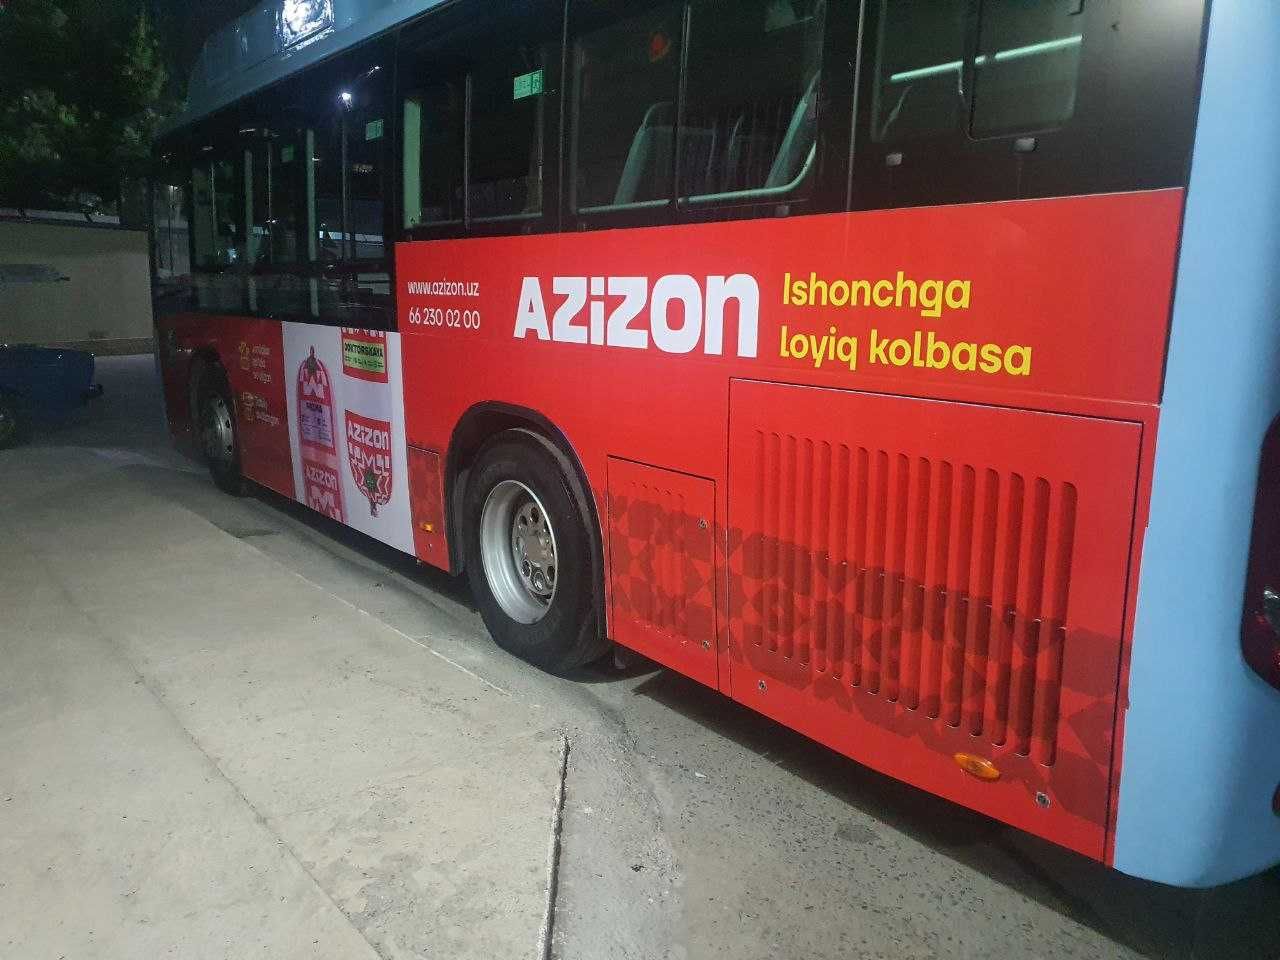 www.azizon.uz
66 230 02 00
AZIZON
Ishonchga
loyiq kolbasa
DOKTORSKAYA
AZIZON
AZIZON